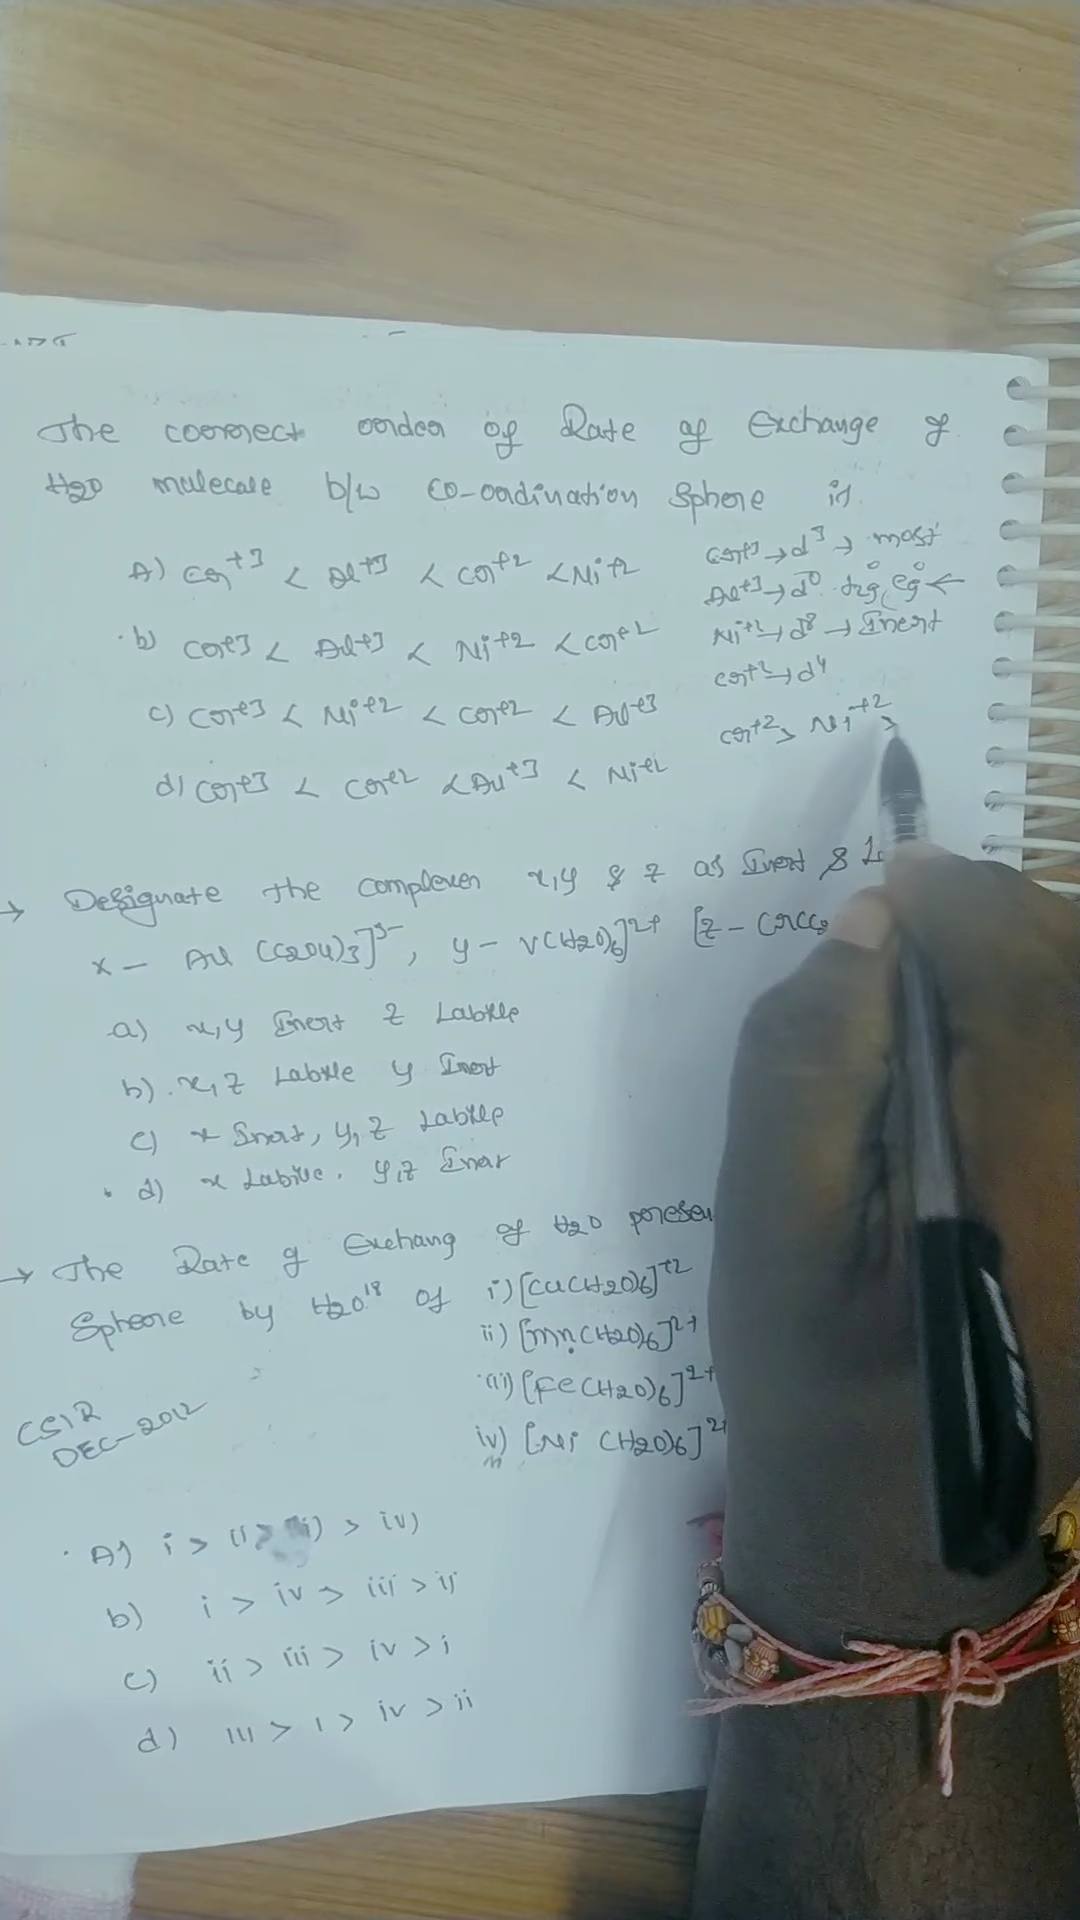 The correct order of Rate of Exchange of
H2O malecale b/w co-ordination Sphere is
A) Cr+3 < Al+3 < Cr+2 < Ni+2
b) Cr+3 < Al+3 < Ni+2 < Cr+2
c) Cr+3 < Ni+2 < Cr+2 < Al+3
d) Cr+3 < Cr+2 < Al+3 < Ni+2
Cr+3 → d3 → most
Al+3 → d0 t2g0 eg0 ←
Ni+2 → d8 → Inert
Cr+2 → d4
Cr+2 > Ni+2 >
→ Designate the complexes x,y & z as Inert &
x – Al (C2O4)3]3-, y – V(H2O)6]2+ [z –
a) x,y Inert z Labile
b) x,z Labile y Inert
c) x Inert, y,z Labile
d) x Labile. y,z Iner
→ The Rate of Exchang of H2O
Sphere by H2O18 of i) [Cu(H2O)6]+2
ii) [Mn(H2O)6]2+
iii) [Fe(H2O)6]2+
iv) [Ni (H2O)6]2+
CSIR
DEC-2012
A) i > ii > > iv)
b) i > iv > iii > ii
c) ii > iii > iv > i
d) iii > i > iv > ii